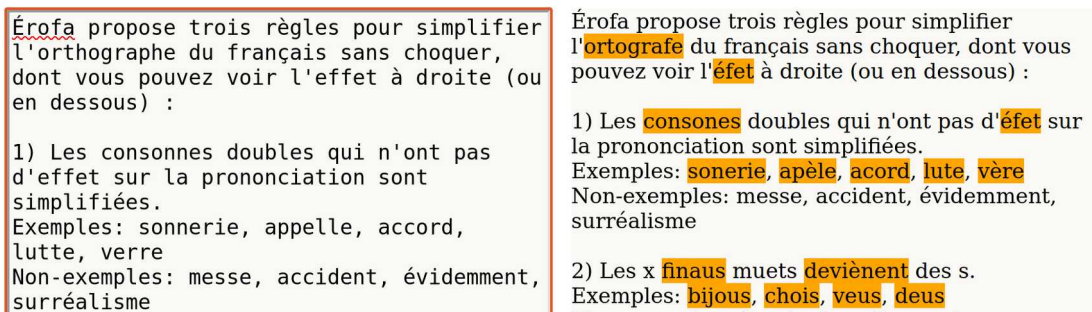 Érofa propose trois règles pour simplifier
l'orthographe du français sans choquer,
dont vous pouvez voir l'effet à droite (ou
en dessous) :
1) Les consonnes doubles qui n'ont pas
d'effet sur la prononciation sont
simplifiées.
Exemples: sonnerie, appelle, accord,
lutte, verre
Non-exemples: messe, accident, évidemment,
surréalisme
Érofa propose trois règles pour simplifier
l'ortografe du français sans choquer, dont vous
pouvez voir l'éfet à droite (ou en dessous) :
1) Les consones doubles qui n'ont pas d'éfet sur
la prononciation sont simplifiées.
Exemples: sonerie, apèle, acord, lute, vère
Non-exemples: messe, accident, évidemment,
surréalisme
2) Les x finaus muets deviènent des s.
Exemples: bijous, chois, veus, deus